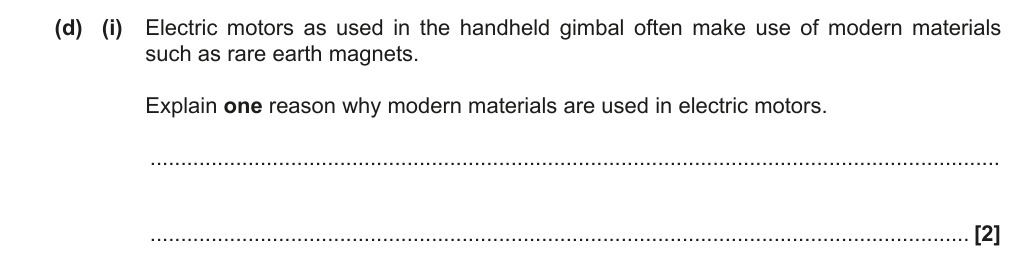 (d) (i) Electric motors as used in the handheld gimbal often make use of modern materials
such as rare earth magnets.
Explain one reason why modern materials are used in electric motors.
................................................................................................................................................
........................................................................................................................................... [2]